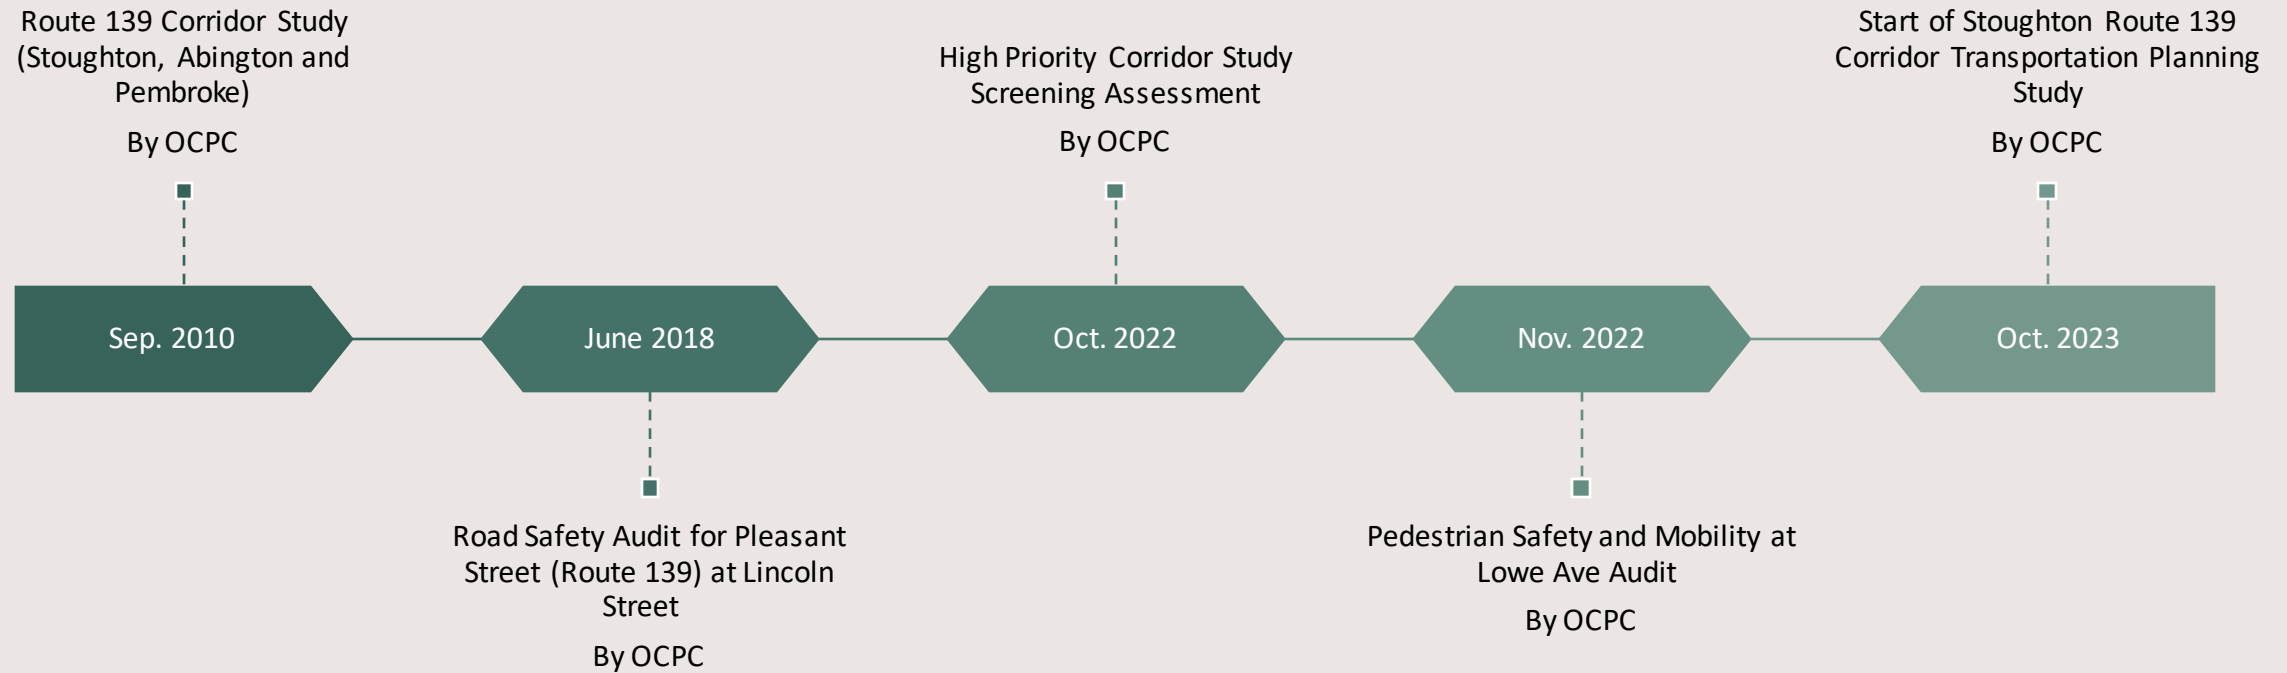 Route 139 Corridor Study
(Stoughton, Abington and
Pembroke)
By OCPC
High Priority Corridor Study
Screening Assessment
By OCPC
Start of Stoughton Route 139
Corridor Transportation Planning
Study
By OCPC
Sep. 2010
June 2018
Oct. 2022
Nov. 2022
Oct. 2023
Road Safety Audit for Pleasant
Street (Route 139) at Lincoln
Street
By OCPC
Pedestrian Safety and Mobility at
Lowe Ave Audit
By OCPC